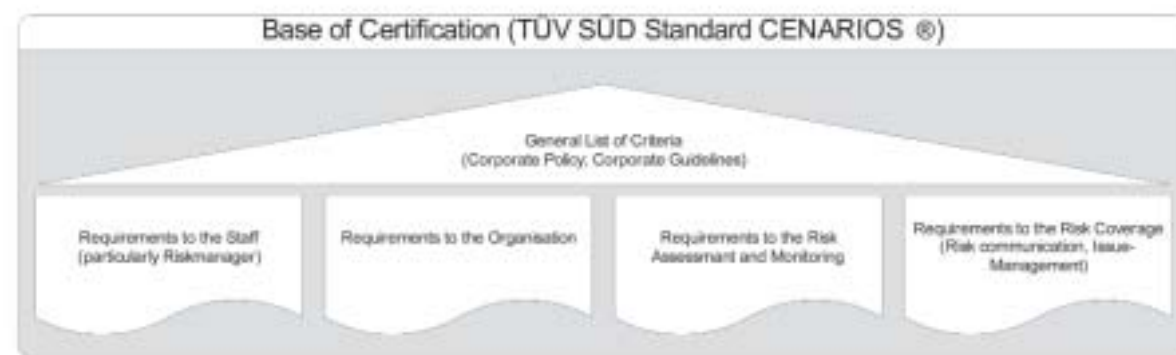 Base of Certification (TÜV SÜD Standard CENARIOS ®)
General List of Criteria
(Corporate Policy, Corporate Guidelines)
Requirements to the Staff
(particularly Riskmanager)
Requirements to the Organisation
Requirements to the Risk
Assessmant and Monitoring
Requirements to the Risk Coverage
(Risk communication, Issue-
Management)